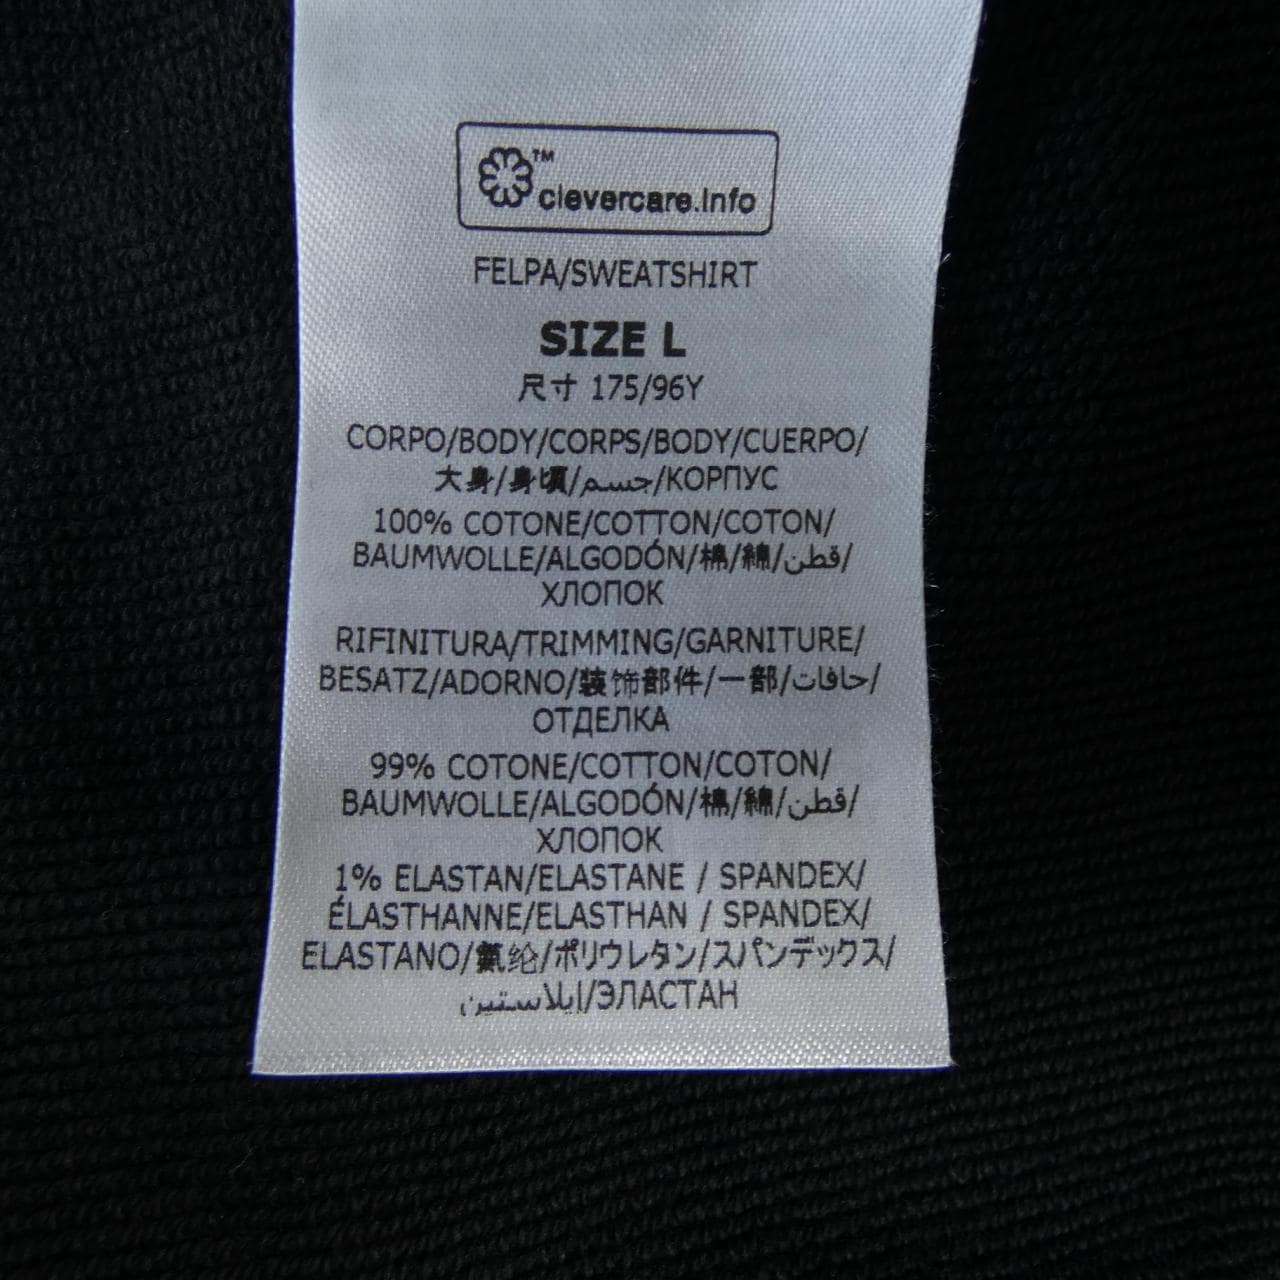 ™
clevercare.info
FELPA/SWEATSHIRT
SIZE L
尺寸 175/96Y
CORPO/BODY/CORPS/BODY/CUERPO/
大身/身頃/جسم/КОРПУС
100% COTONE/COTTON/COTON/
BAUMWOLLE/ALGODÓN/棉/綿/قطن/
ХЛОПОК
RIFINITURA/TRIMMING/GARNITURE/
BESATZ/ADORNO/装饰部件/一部/حافات/
ОТДЕЛКА
99% COTONE/COTTON/COTON/
BAUMWOLLE/ALGODÓN/棉/綿/قطن/
ХЛОПОК
1% ELASTAN/ELASTANE / SPANDEX/
ÉLASTHANNE/ELASTHAN / SPANDEX/
ELASTANO/氨纶/ポリウレタン/スパンデックス/
إيلاستين/ЭЛАСТАН